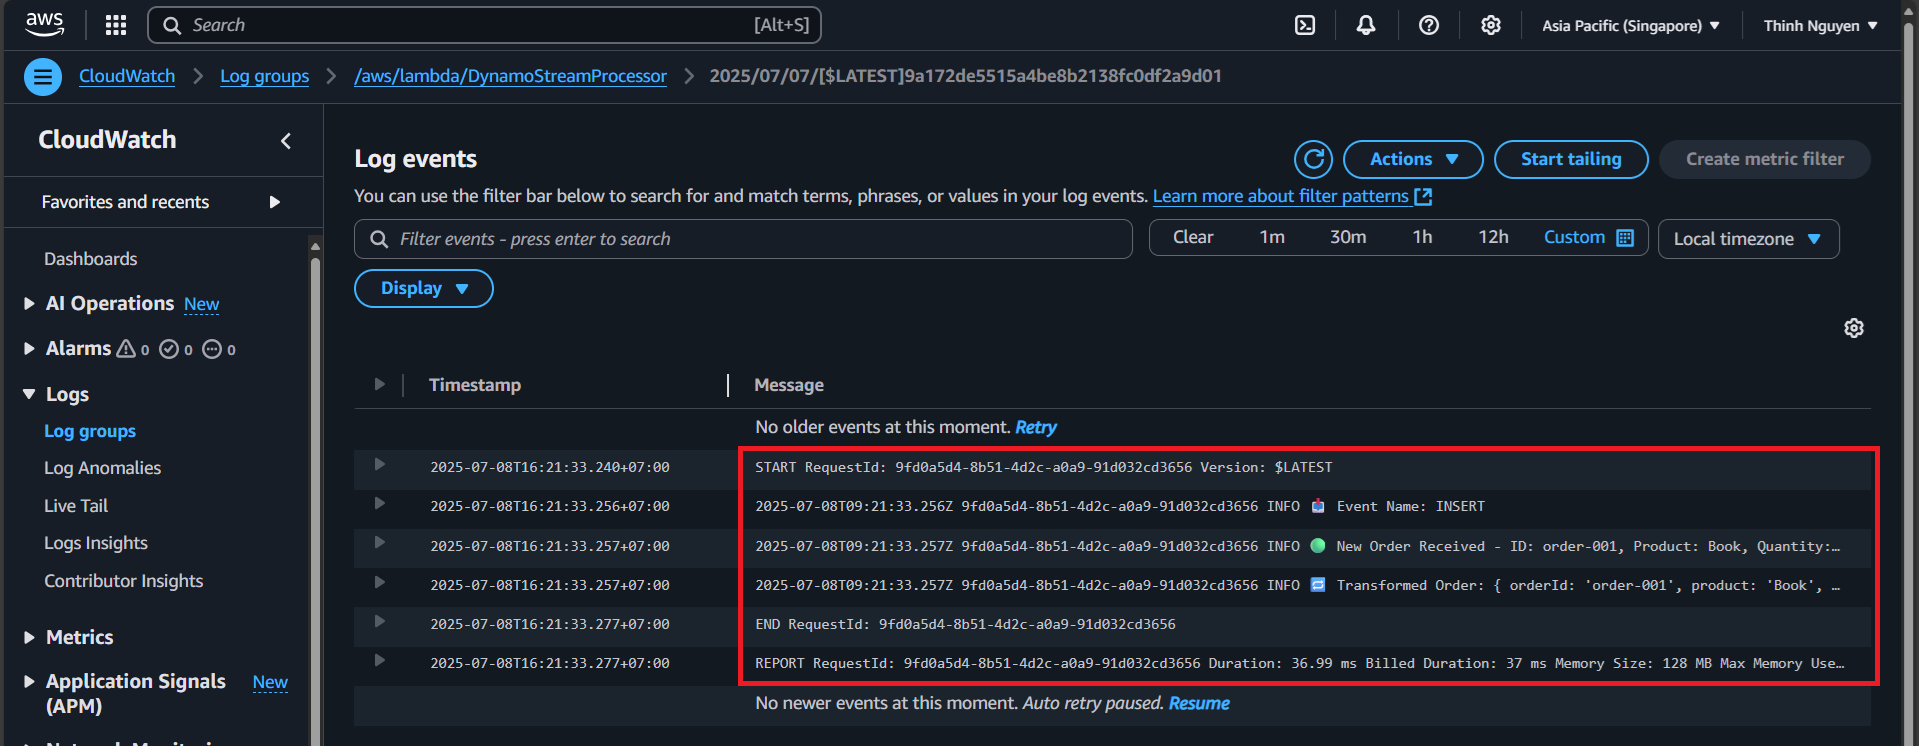 aws
Search [Alt+S]
Asia Pacific (Singapore)
Thinh Nguyen
CloudWatch
Log groups
/aws/lambda/DynamoStreamProcessor
2025/07/07/[$LATEST]9a172de5515a4be8b2138fc0df2a9d01
CloudWatch
Favorites and recents
Dashboards
AI Operations New
Alarms 0 0 0
Logs
Log groups
Log Anomalies
Live Tail
Logs Insights
Contributor Insights
Metrics
Application Signals New
(APM)
Log events
Actions
Start tailing
Create metric filter
You can use the filter bar below to search for and match terms, phrases, or values in your log events. Learn more about filter patterns
Filter events - press enter to search
Clear 1m 30m 1h 12h Custom
Local timezone
Display
Timestamp Message
No older events at this moment. Retry
2025-07-08T16:21:33.240+07:00 START RequestId: 9fd0a5d4-8b51-4d2c-a0a9-91d032cd3656 Version: $LATEST
2025-07-08T16:21:33.256+07:00 2025-07-08T09:21:33.256Z 9fd0a5d4-8b51-4d2c-a0a9-91d032cd3656 INFO 📩 Event Name: INSERT
2025-07-08T16:21:33.257+07:00 2025-07-08T09:21:33.257Z 9fd0a5d4-8b51-4d2c-a0a9-91d032cd3656 INFO 🟢 New Order Received - ID: order-001, Product: Book, Quantity:…
2025-07-08T16:21:33.257+07:00 2025-07-08T09:21:33.257Z 9fd0a5d4-8b51-4d2c-a0a9-91d032cd3656 INFO 🔁 Transformed Order: { orderId: 'order-001', product: 'Book', …
2025-07-08T16:21:33.277+07:00 END RequestId: 9fd0a5d4-8b51-4d2c-a0a9-91d032cd3656
2025-07-08T16:21:33.277+07:00 REPORT RequestId: 9fd0a5d4-8b51-4d2c-a0a9-91d032cd3656 Duration: 36.99 ms Billed Duration: 37 ms Memory Size: 128 MB Max Memory Use…
No newer events at this moment. Auto retry paused. Resume